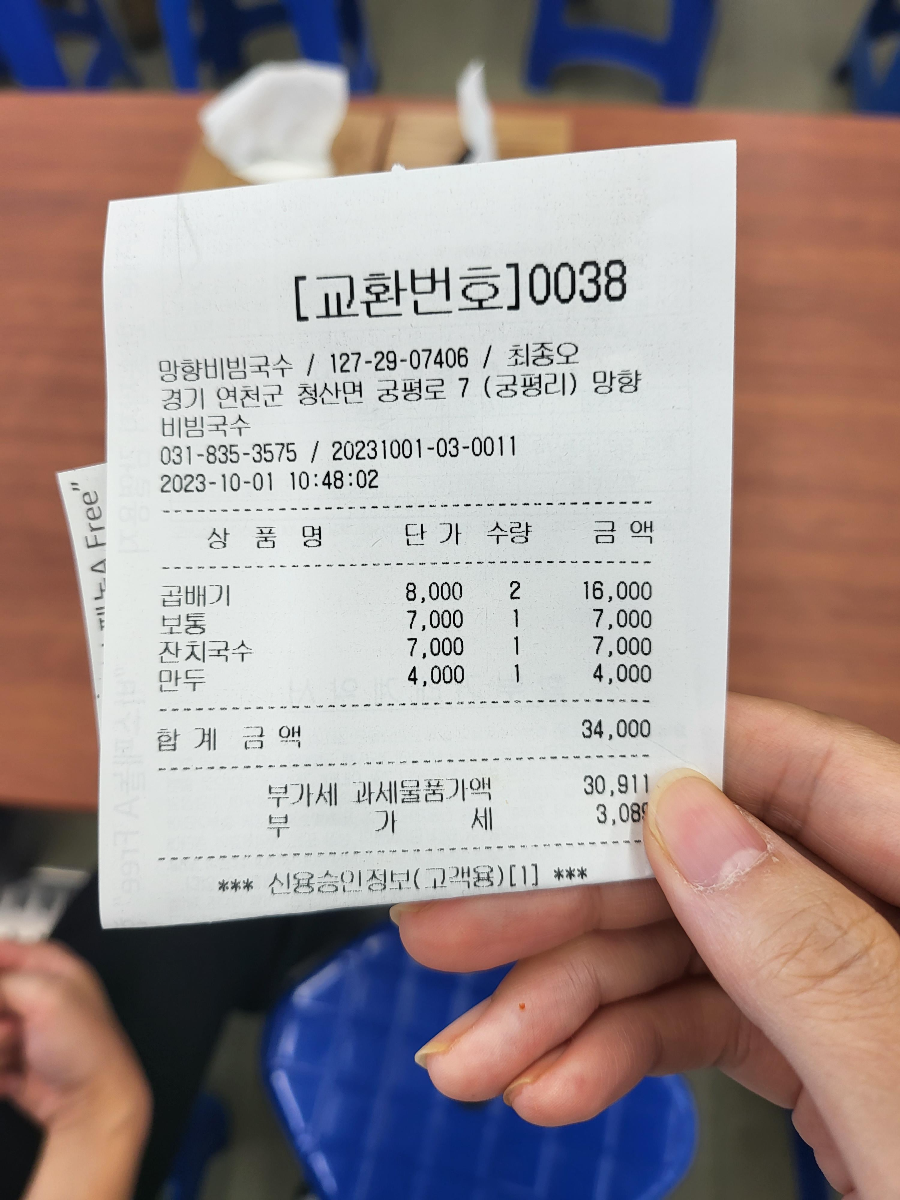 [교환번호]0038
망향비빔국수 / 127-29-07406 / 최종오
경기 연천군 청산면 궁평로 7 (궁평리) 망향
비빔국수
031-835-3575 / 20231001-03-0011
2023-10-01 10:48:02
상 품 명 단 가 수량 금 액
곱배기 8,000 2 16,000
보통 7,000 1 7,000
잔치국수 7,000 1 7,000
만두 4,000 1 4,000
합 계 금 액 34,000
부가세 과세물품가액 30,911
부 가 세 3,089
*** 신용승인정보(고객용)[1] ***
A Free"